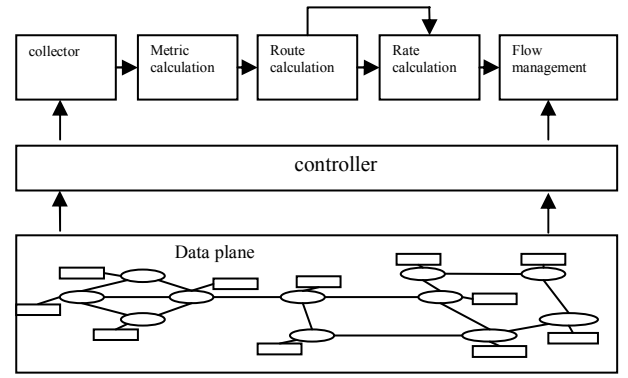 collector
Metric
calculation
Route
calculation
Rate
calculation
Flow
management
controller
Data plane